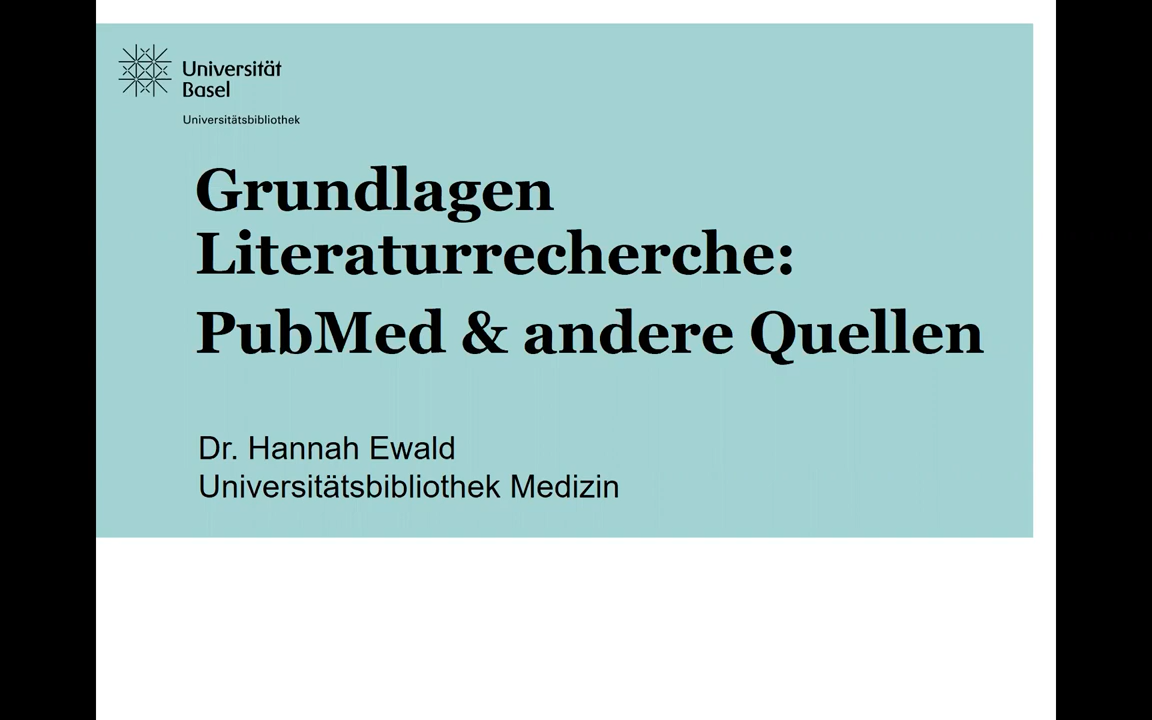 Universität
Basel
Universitätsbibliothek
Grundlagen
Literaturrecherche:
PubMed & andere Quellen
Dr. Hannah Ewald
Universitätsbibliothek Medizin